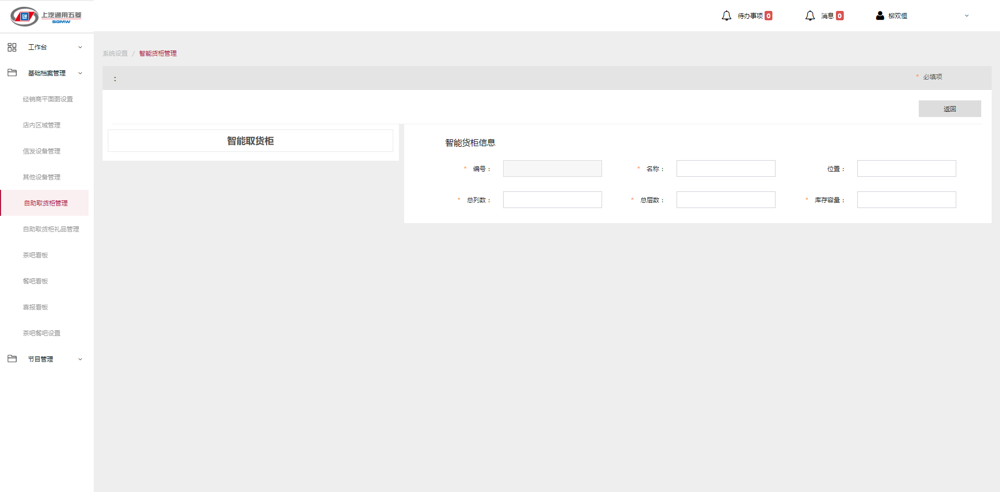 上汽通用五菱
SGMW
GM
待办事项 0
消息 0
柳双恒
工作台
基础档案管理
经销商平面图设置
店内区域管理
信发设备管理
其他设备管理
自助取货柜管理
自助取货柜礼品管理
茶吧看板
餐吧看板
喜报看板
茶吧餐吧设置
节目管理
系统设置 / 智能货柜管理
:
* 必填项
返回
智能取货柜
智能货柜信息
* 编号：
* 名称：
位置：
* 总列数：
* 总层数：
* 库存容量：